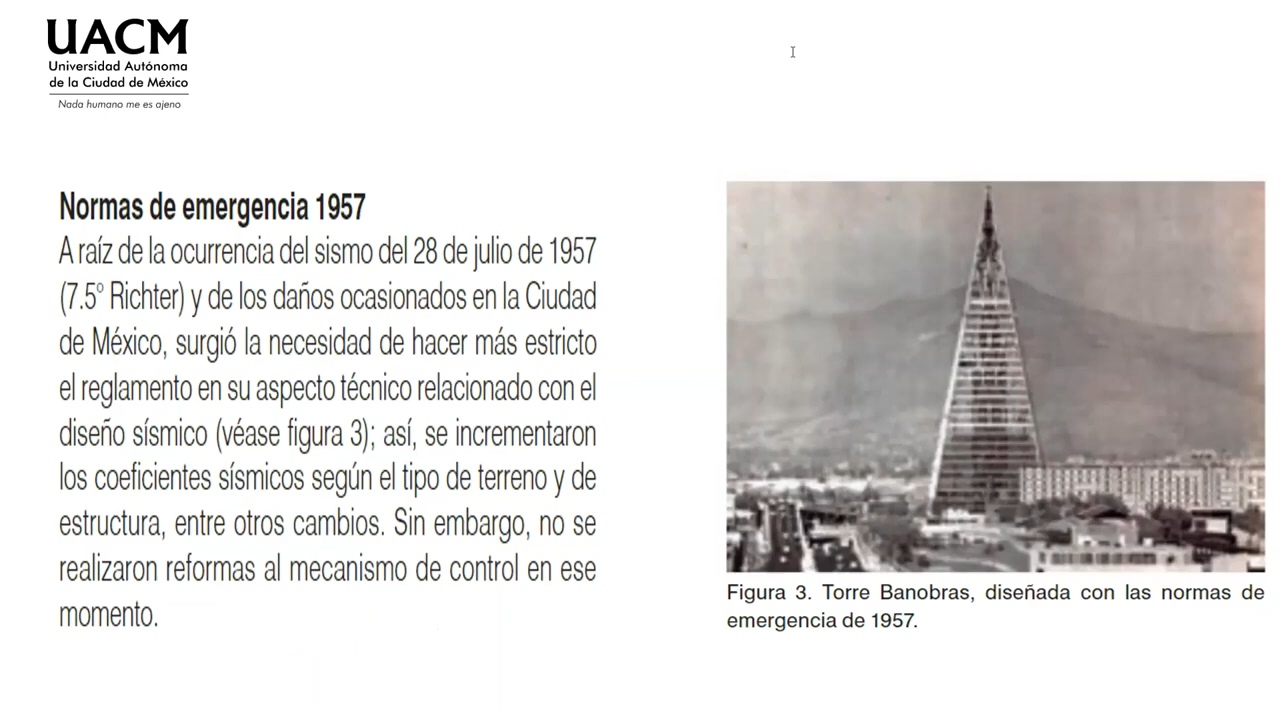 UACM
Universidad Autónoma
de la Ciudad de México
Nada humano me es ajeno
Normas de emergencia 1957
A raíz de la ocurrencia del sismo del 28 de julio de 1957
(7.5° Richter) y de los daños ocasionados en la Ciudad
de México, surgió la necesidad de hacer más estricto
el reglamento en su aspecto técnico relacionado con el
diseño sísmico (véase figura 3); así, se incrementaron
los coeficientes sísmicos según el tipo de terreno y de
estructura, entre otros cambios. Sin embargo, no se
realizaron reformas al mecanismo de control en ese
momento.
Figura 3. Torre Banobras, diseñada con las normas de
emergencia de 1957.